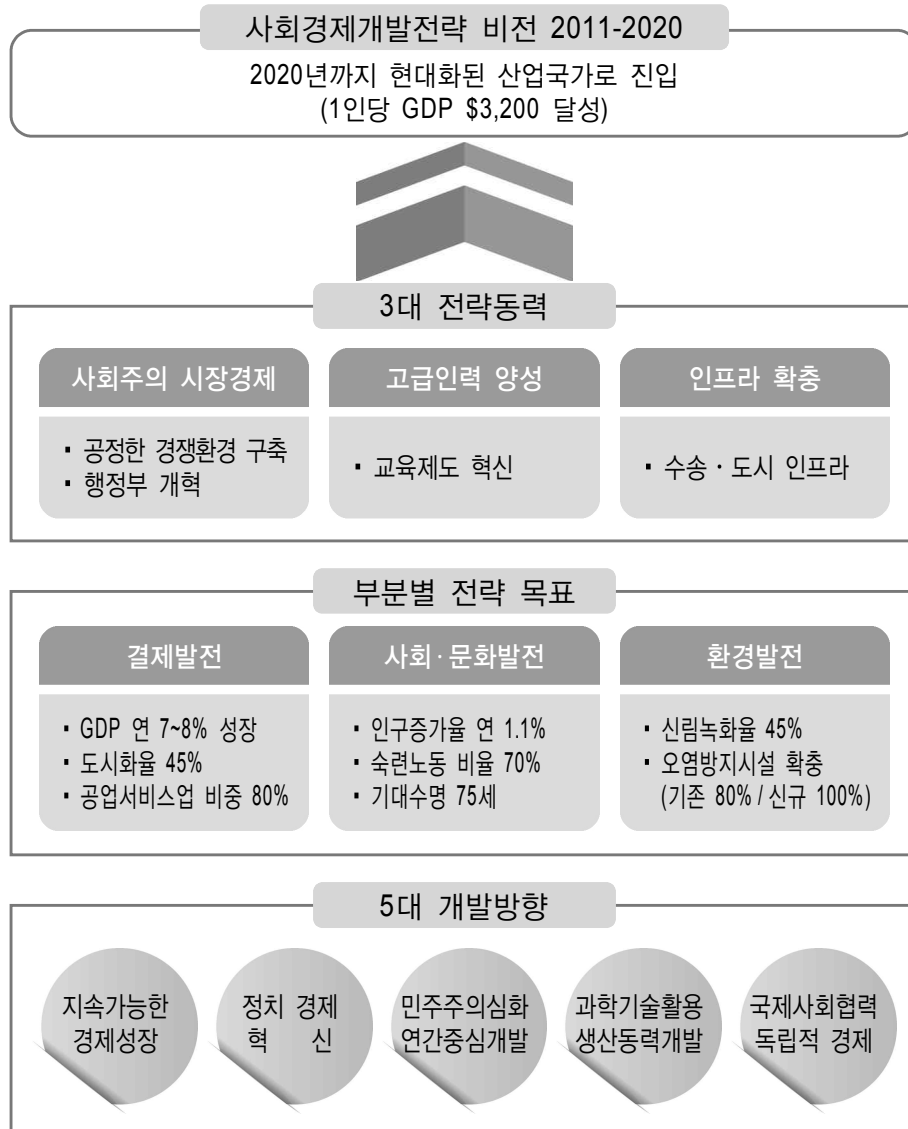 사회경제개발전략 비전 2011-2020
2020년까지 현대화된 산업국가로 진입
(1인당 GDP $3,200 달성)
3대 전략동력
사회주의 시장경제
▪ 공정한 경쟁환경 구축
▪ 행정부 개혁
고급인력 양성
▪ 교육제도 혁신
인프라 확충
▪ 수송 · 도시 인프라
부분별 전략 목표
결제발전
▪ GDP 연 7~8% 성장
▪ 도시화율 45%
▪ 공업서비스업 비중 80%
사회 · 문화발전
▪ 인구증가율 연 1.1%
▪ 숙련노동 비율 70%
▪ 기대수명 75세
환경발전
▪ 신림녹화율 45%
▪ 오염방지시설 확충
(기존 80% / 신규 100%)
5대 개발방향
지속가능한
경제성장
정치 경제
혁 신
민주주의심화
연간중심개발
과학기술활용
생산동력개발
국제사회협력
독립적 경제